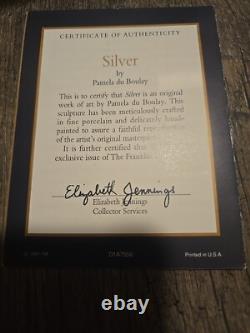 CERTIFICATE OF AUTHENTICITY
Silver
by
Pamela du Boulay
This is to certify that Silver is an original
work of art by Pamela du Boulay. This
sculpture has been meticulously crafted
in fine porcelain and delicately hand-
painted to assure a faithful
of the artist's original
It is further certified that
exclusive issue of The Franklin
Elizabeth Jennings
Elizabeth Jennings
Collector Services
Printed in U.S.A.